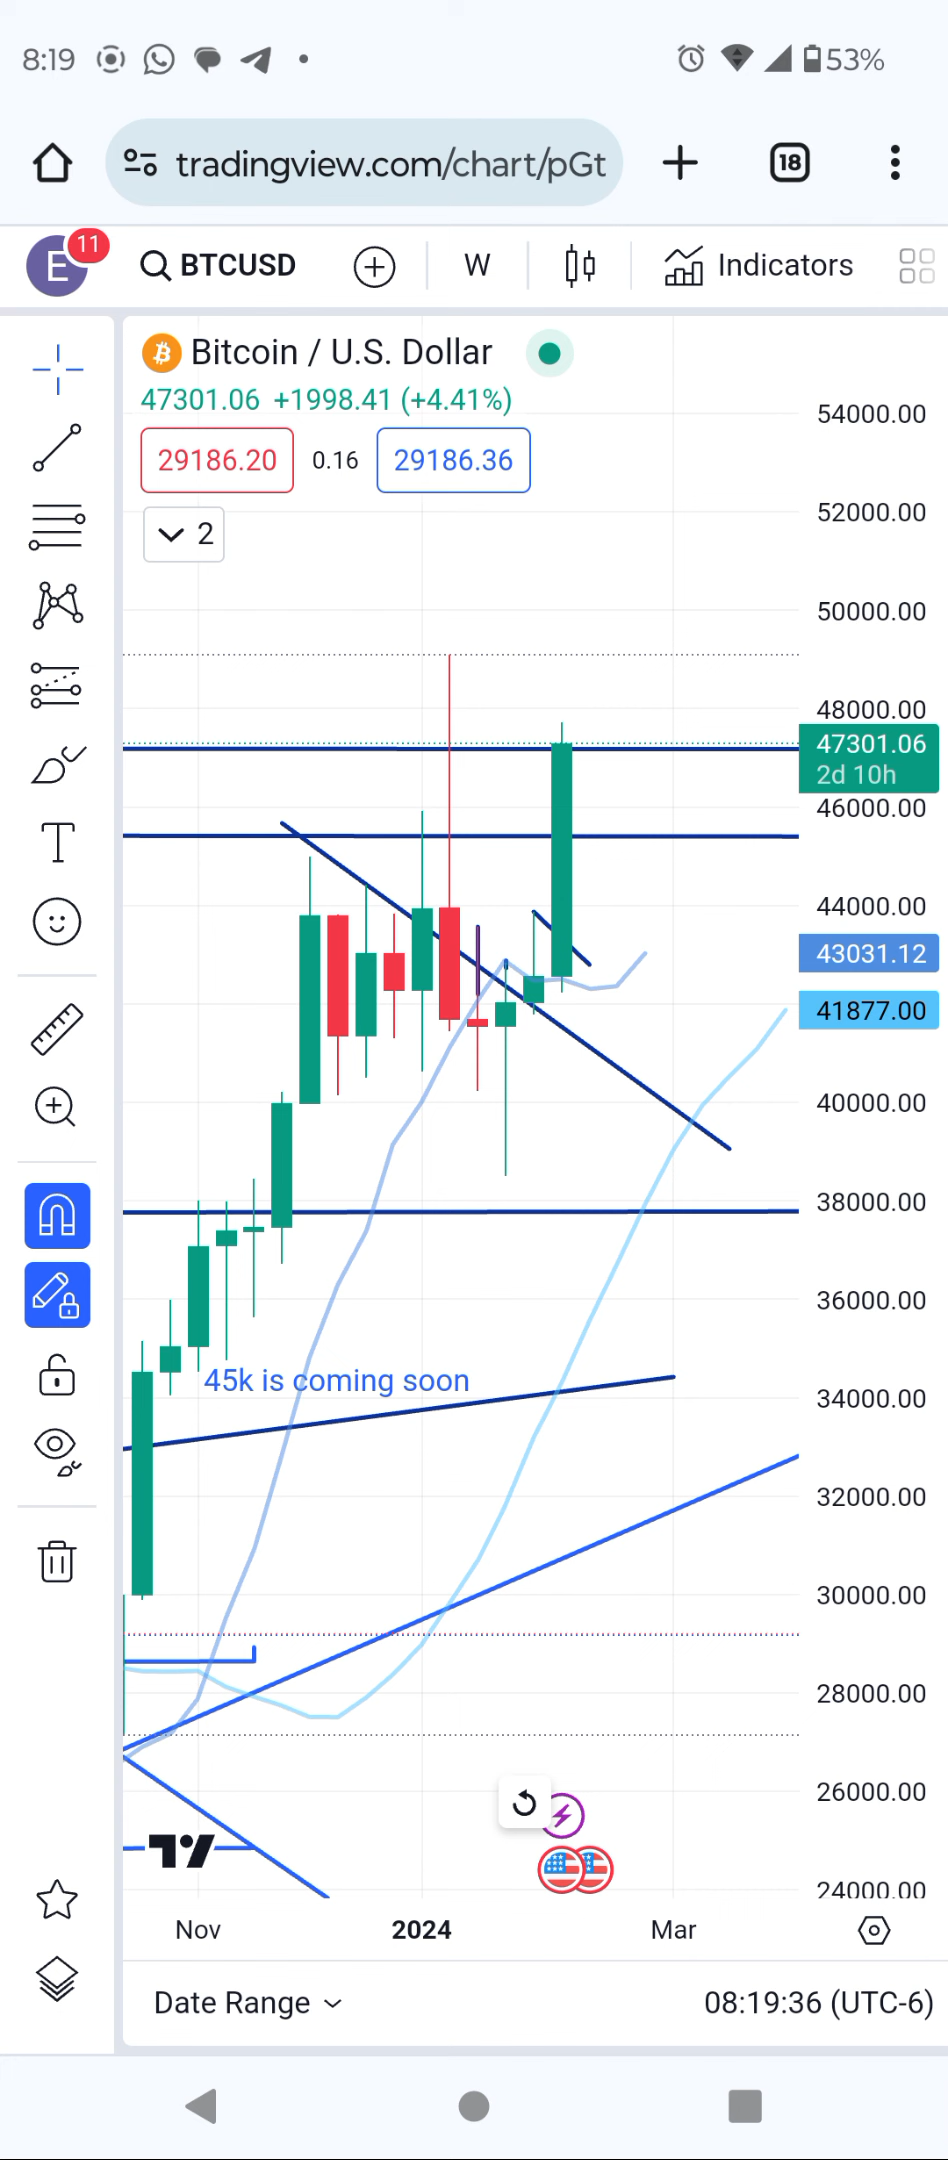 8:19 53%
tradingview.com/chart/pGt 18
E 11 BTCUSD W Indicators
Bitcoin / U.S. Dollar
47301.06 +1998.41 (+4.41%)
29186.20 0.16 29186.36
2
54000.00
52000.00
50000.00
48000.00
47301.06
2d 10h
46000.00
44000.00
43031.12
41877.00
40000.00
38000.00
36000.00
45k is coming soon
34000.00
32000.00
30000.00
28000.00
26000.00
24000.00
Nov 2024 Mar
Date Range 08:19:36 (UTC-6)